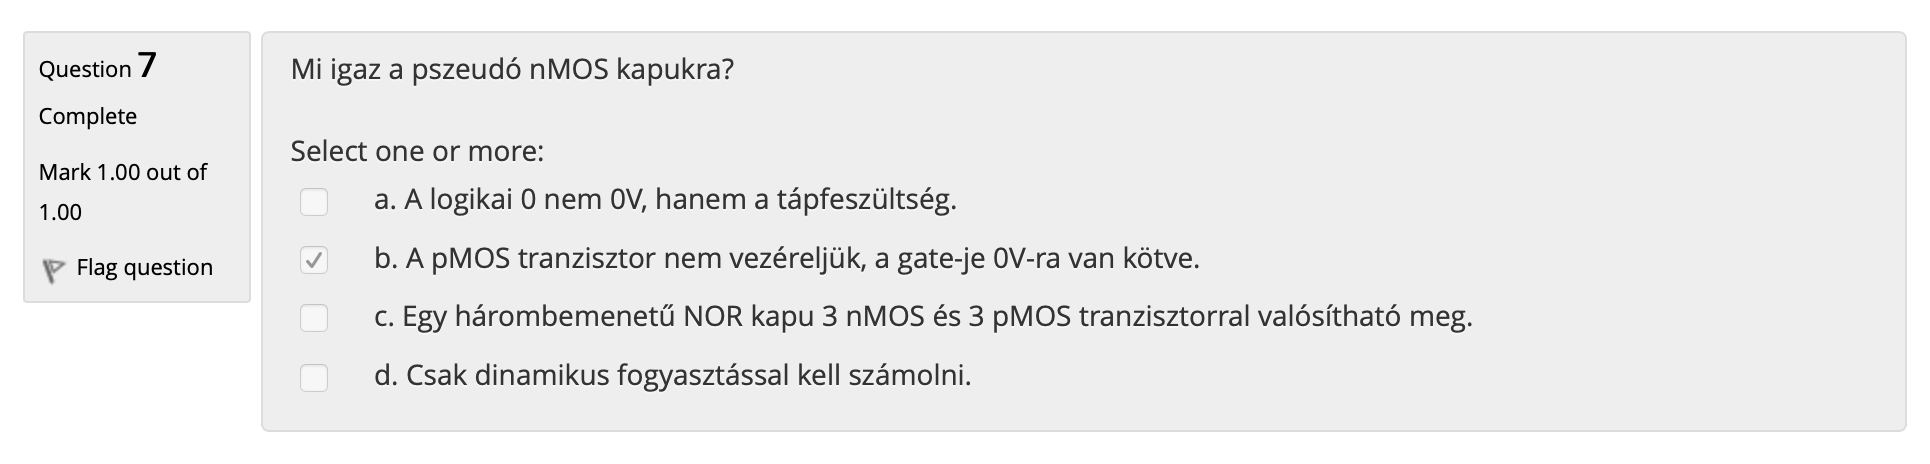 Question 7
Complete
Mark 1.00 out of
1.00
Flag question
Mi igaz a pszeudó nMOS kapukra?
Select one or more:
a. A logikai 0 nem 0V, hanem a tápfeszültség.
b. A pMOS tranzisztor nem vezéreljük, a gate-je 0V-ra van kötve.
c. Egy hárombemenetű NOR kapu 3 nMOS és 3 pMOS tranzisztorral valósítható meg.
d. Csak dinamikus fogyasztással kell számolni.